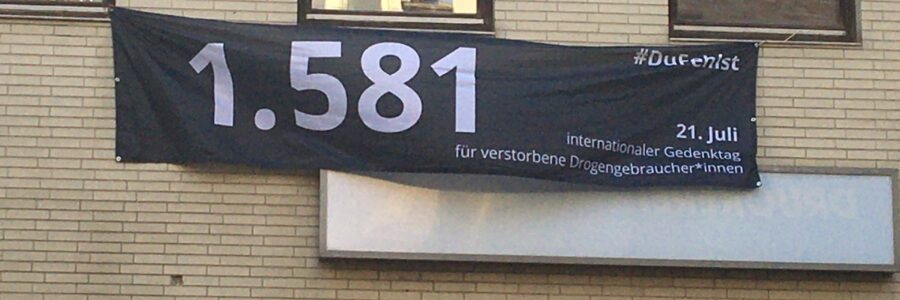 1.581
#DuFehlst
21. Juli
internationaler Gedenktag
für verstorbene Drogengebraucher*innen